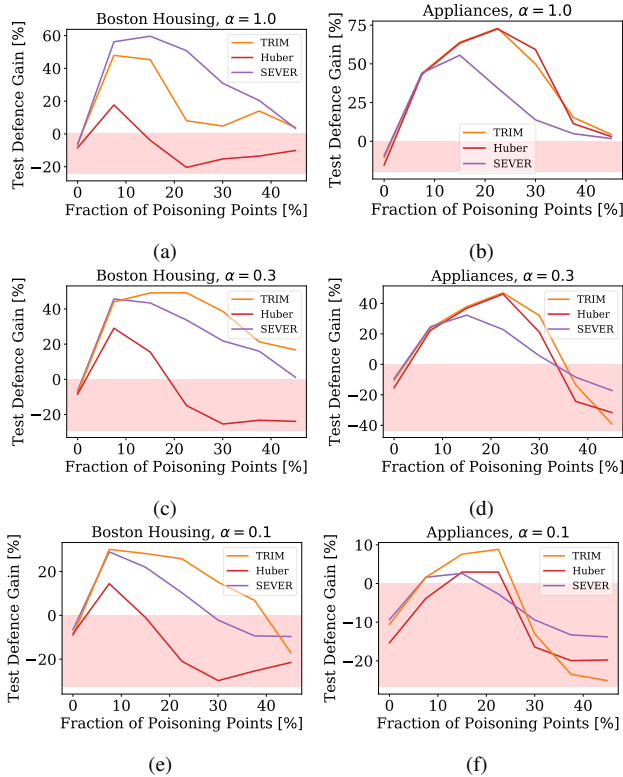 Boston Housing, α = 1.0
Test Defence Gain [%]
60
40
20
0
−20
0 10 20 30 40
Fraction of Poisoning Points [%]
TRIM
Huber
SEVER
(a)
Appliances, α = 1.0
Test Defence Gain [%]
75
50
25
0
0 10 20 30 40
Fraction of Poisoning Points [%]
TRIM
Huber
SEVER
(b)
Boston Housing, α = 0.3
Test Defence Gain [%]
40
20
0
−20
0 10 20 30 40
Fraction of Poisoning Points [%]
TRIM
Huber
SEVER
(c)
Appliances, α = 0.3
Test Defence Gain [%]
40
20
0
−20
−40
0 10 20 30 40
Fraction of Poisoning Points [%]
TRIM
Huber
SEVER
(d)
Boston Housing, α = 0.1
Test Defence Gain [%]
20
0
−20
0 10 20 30 40
Fraction of Poisoning Points [%]
TRIM
Huber
SEVER
(e)
Appliances, α = 0.1
Test Defence Gain [%]
10
0
−10
−20
0 10 20 30 40
Fraction of Poisoning Points [%]
TRIM
Huber
SEVER
(f)